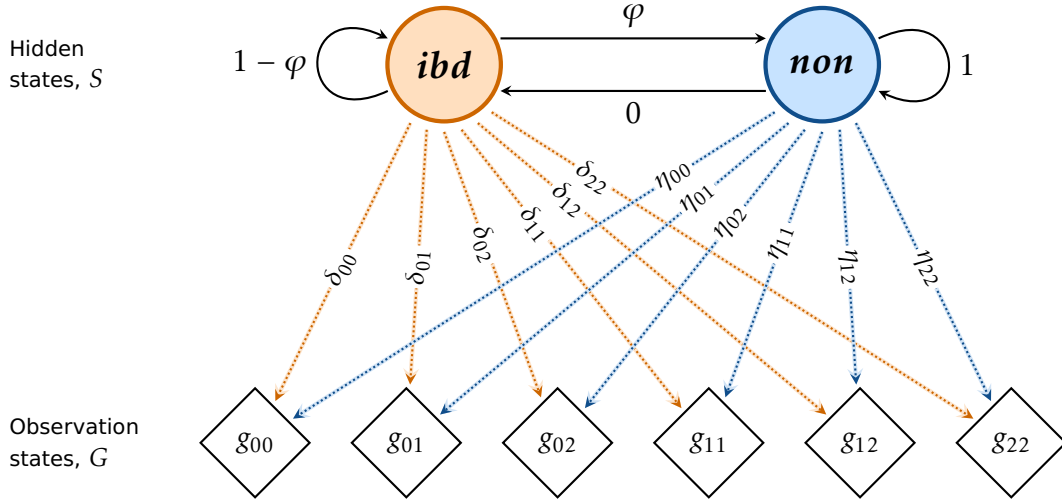 Hidden
states, S
1 − φ
ibd
φ
0
non
1
δ00
δ01
δ02
δ11
δ12
δ22
η00
η01
η02
η11
η12
η22
Observation
states, G
g00
g01
g02
g11
g12
g22